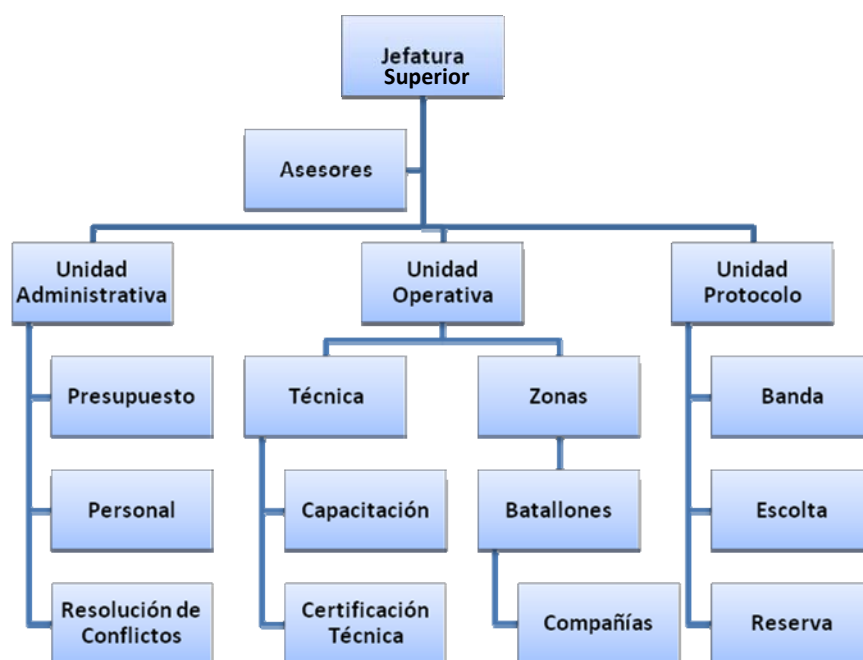 Jefatura
Superior
Asesores
Unidad
Administrativa
Unidad
Operativa
Unidad
Protocolo
Presupuesto
Técnica
Zonas
Banda
Personal
Capacitación
Batallones
Escolta
Resolución de
Conflictos
Certificación
Técnica
Compañías
Reserva